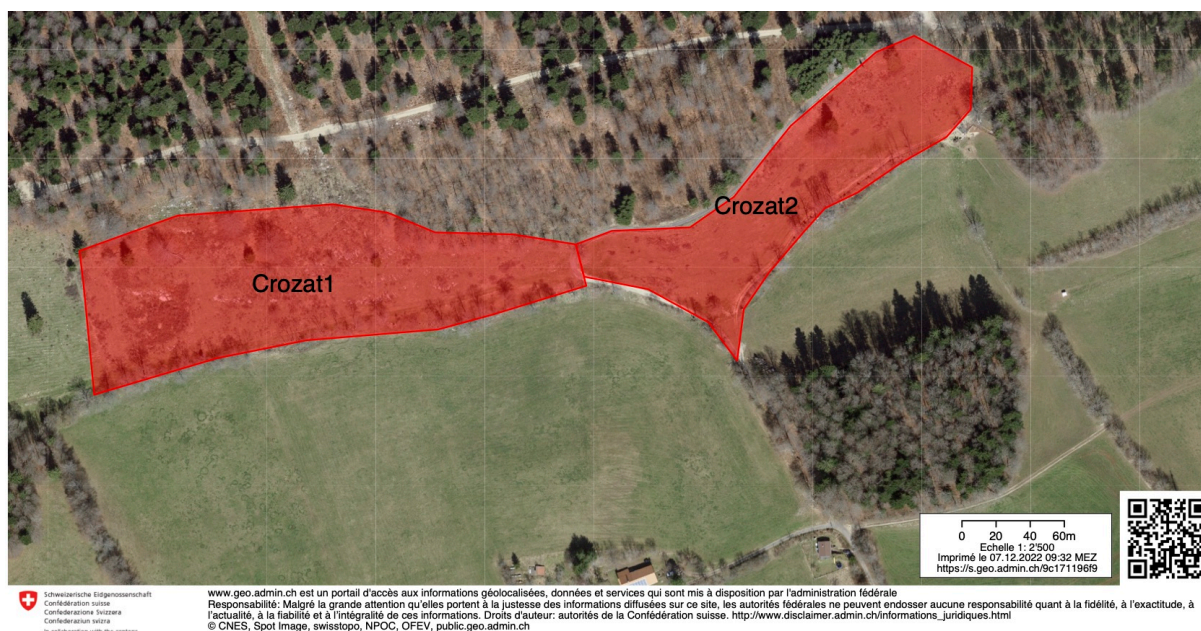 Crozat2
Crozat1
0 20 40 60m
Echelle 1: 2'500
Imprimé le 07.12.2022 09:32 MEZ
https://s.geo.admin.ch/9c171196f9
Schweizerische Eidgenossenschaft
Confédération suisse
Confederazione Svizzera
Confederaziun svizra
In collaboration with the cantons
www.geo.admin.ch est un portail d'accès aux informations géolocalisées, données et services qui sont mis à disposition par l'administration fédérale
Responsabilité: Malgré la grande attention qu'elles portent à la justesse des informations diffusées sur ce site, les autorités fédérales ne peuvent endosser aucune responsabilité quant à la fidélité, à l'exactitude, à
l'actualité, à la fiabilité et à l'intégralité de ces informations. Droits d'auteur: autorités de la Confédération suisse. http://www.disclaimer.admin.ch/informations_juridiques.html
© CNES, Spot Image, swisstopo, NPOC, OFEV, public.geo.admin.ch